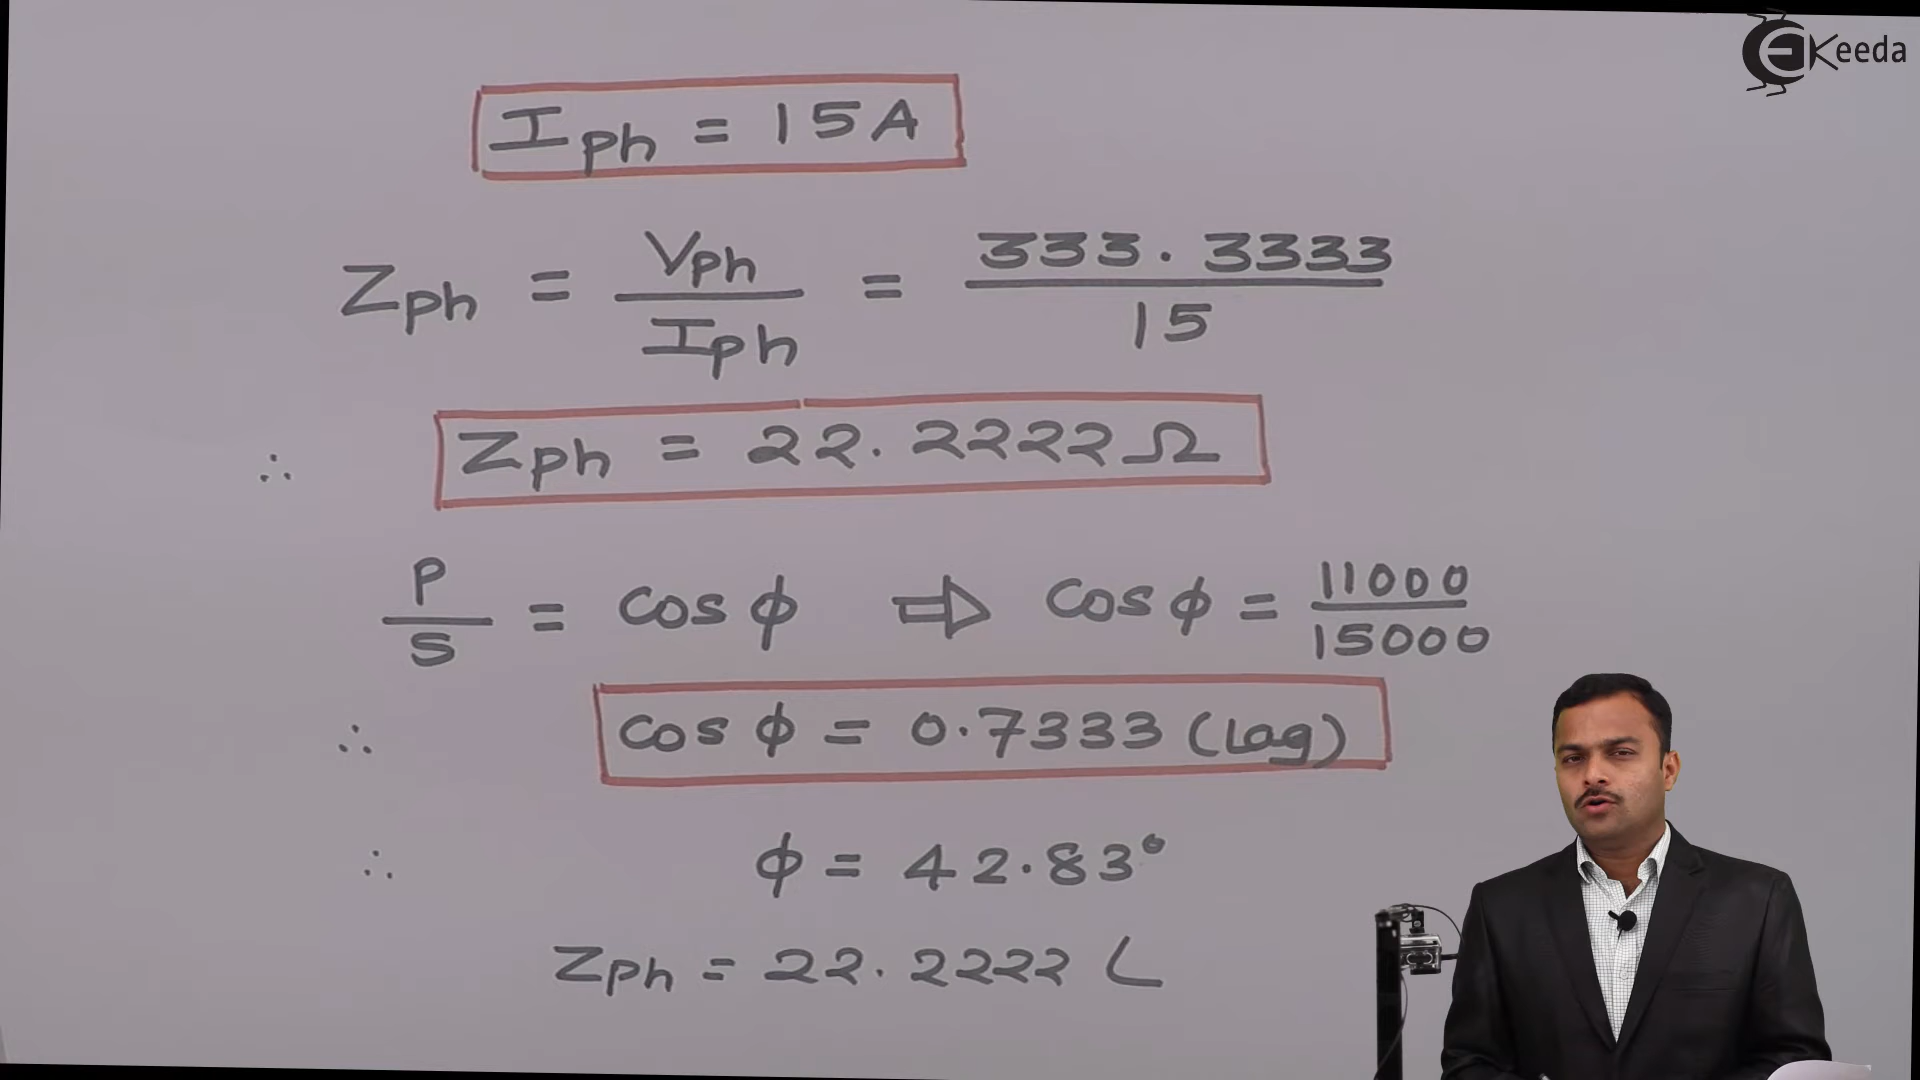 EKeeda
Iph = 15A
Zph = Vph / Iph = 333.3333 / 15
∴ Zph = 22.2222Ω
P / S = cos ϕ ⇒ cos ϕ = 11000 / 15000
∴ cos ϕ = 0.7333 (Lag)
∴ ϕ = 42.83°
Zph = 22.2222 ∠